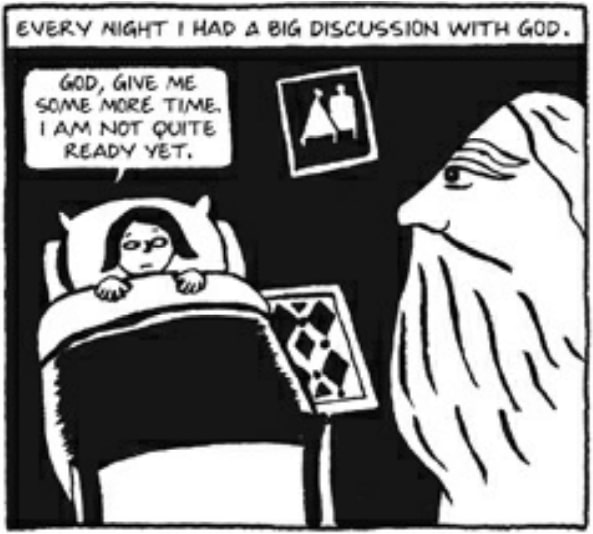 EVERY NIGHT I HAD A BIG DISCUSSION WITH GOD.
GOD, GIVE ME
SOME MORE TIME.
I AM NOT QUITE
READY YET.